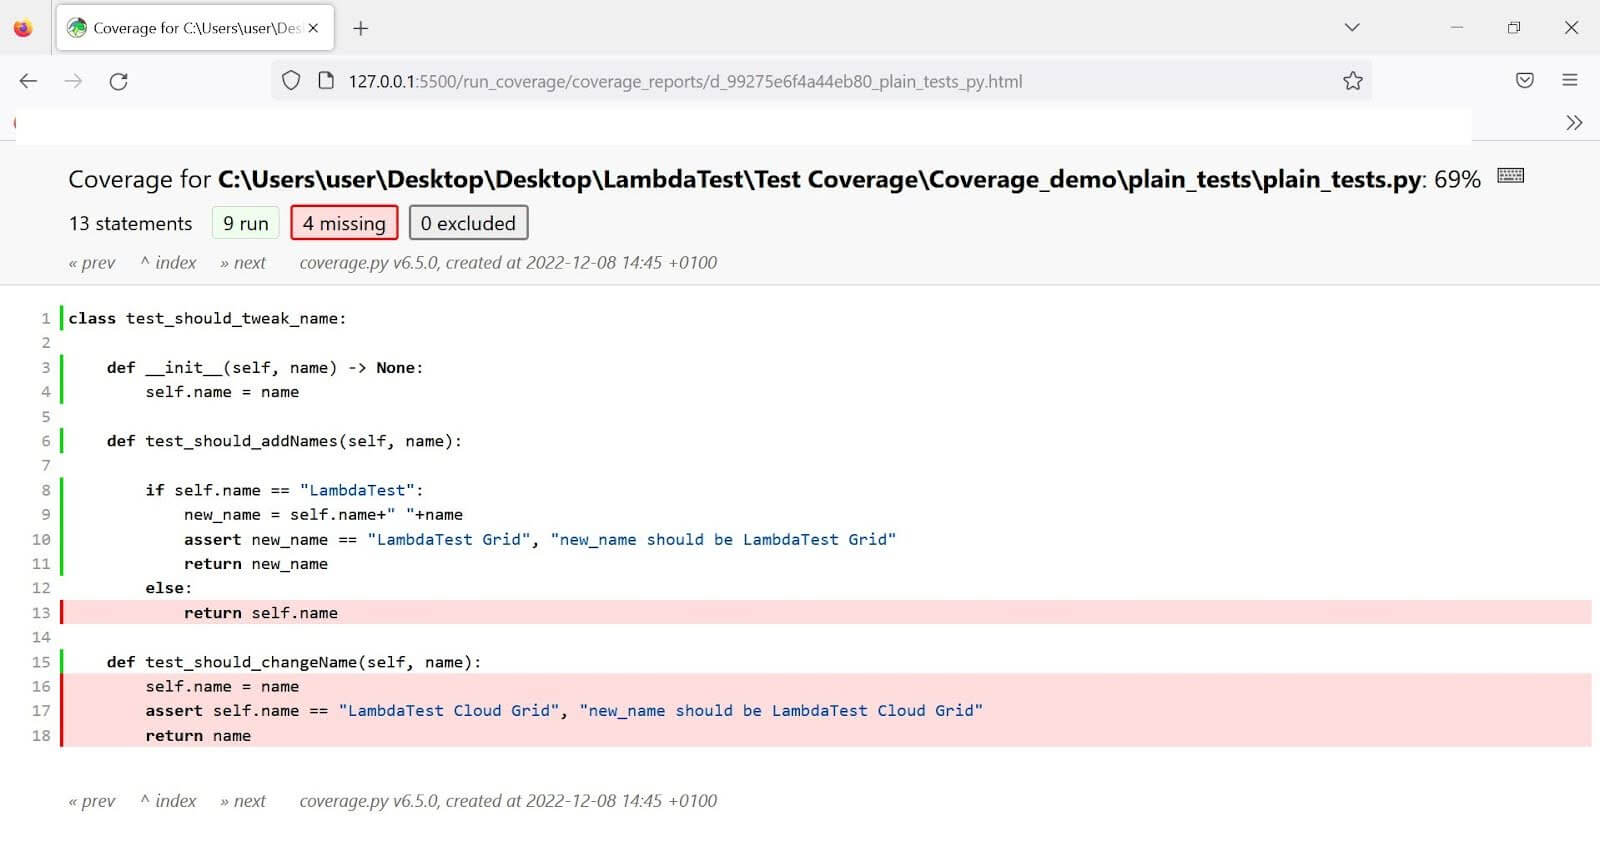 Coverage for C:\Users\user\Des
127.0.0.1:5500/run_coverage/coverage_reports/d_99275e6f4a44eb80_plain_tests_py.html
Coverage for C:\Users\user\Desktop\Desktop\LambdaTest\Test Coverage\Coverage_demo\plain_tests\plain_tests.py: 69%
13 statements 9 run 4 missing 0 excluded
« prev ^ index » next coverage.py v6.5.0, created at 2022-12-08 14:45 +0100
1 class test_should_tweak_name:
2
3 def __init__(self, name) -> None:
4 self.name = name
5
6 def test_should_addNames(self, name):
7
8 if self.name == "LambdaTest":
9 new_name = self.name+" "+name
10 assert new_name == "LambdaTest Grid", "new_name should be LambdaTest Grid"
11 return new_name
12 else:
13 return self.name
14
15 def test_should_changeName(self, name):
16 self.name = name
17 assert self.name == "LambdaTest Cloud Grid", "new_name should be LambdaTest Cloud Grid"
18 return name
« prev ^ index » next coverage.py v6.5.0, created at 2022-12-08 14:45 +0100